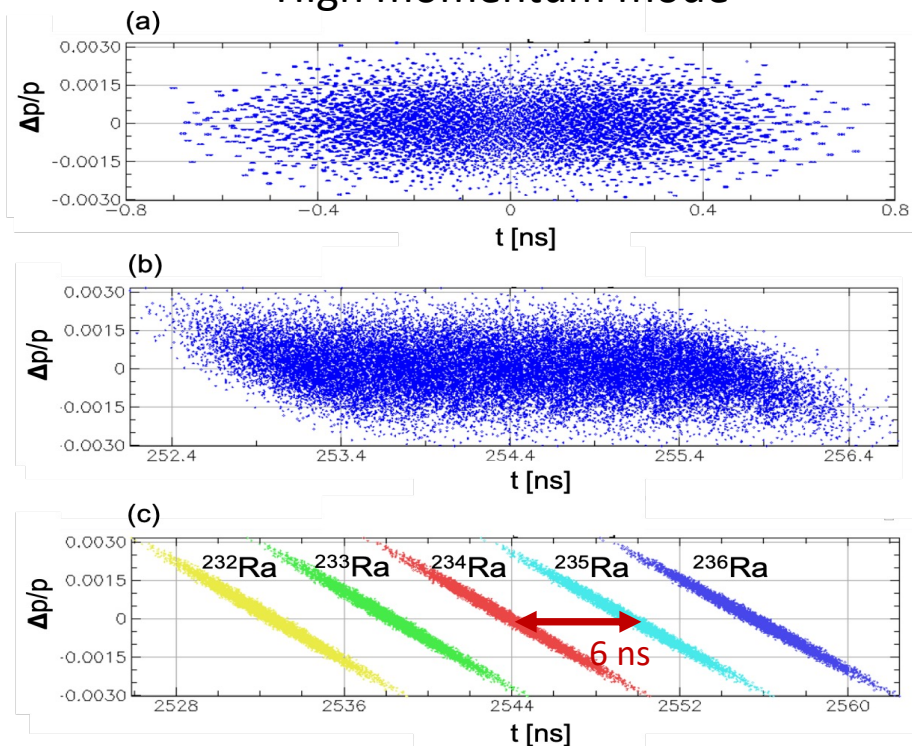 High momentum mode
(a)
0.0030
0.0015
0
-0.0015
-0.0030
Δp/p
-0.8 -0.4 0 0.4 0.8
t [ns]
(b)
0.0030
0.0015
0
-0.0015
-0.0030
Δp/p
252.4 253.4 254.4 255.4 256.4
t [ns]
(c)
0.0030
0.0015
0
-0.0015
-0.0030
Δp/p
²³²Ra ²³³Ra ²³⁴Ra ²³⁵Ra ²³⁶Ra
6 ns
2528 2536 2544 2552 2560
t [ns]